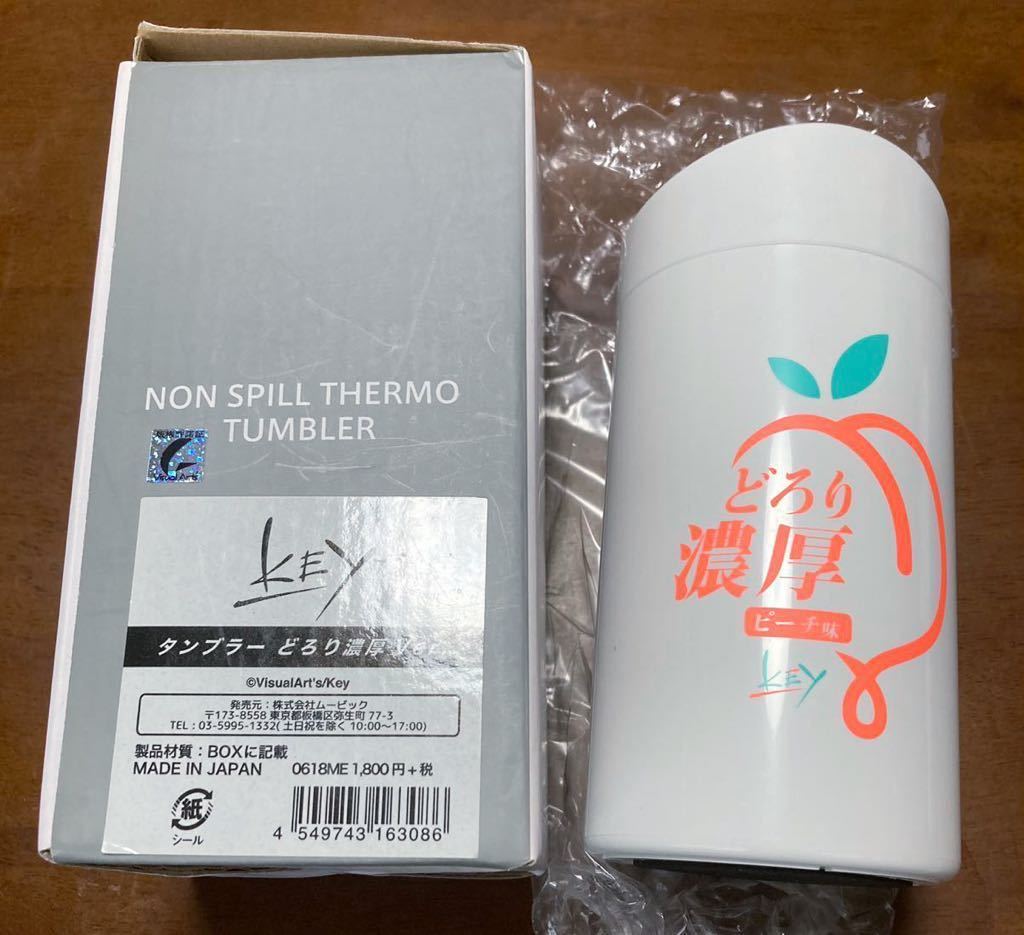 NON SPILL THERMO
TUMBLER
Visual Art's
KEY
タンブラー どろり濃厚 Ver.
©VisualArt's/Key
発売元：株式会社ムービック
〒173-8558 東京都板橋区弥生町 77-3
TEL : 03-5995-1332( 土日祝を除く 10:00〜17:00)
製品材質：BOXに記載
MADE IN JAPAN 0618ME 1,800円+税
紙
シール
4 549743 163086
どろり
濃厚
ピーチ味
KEY